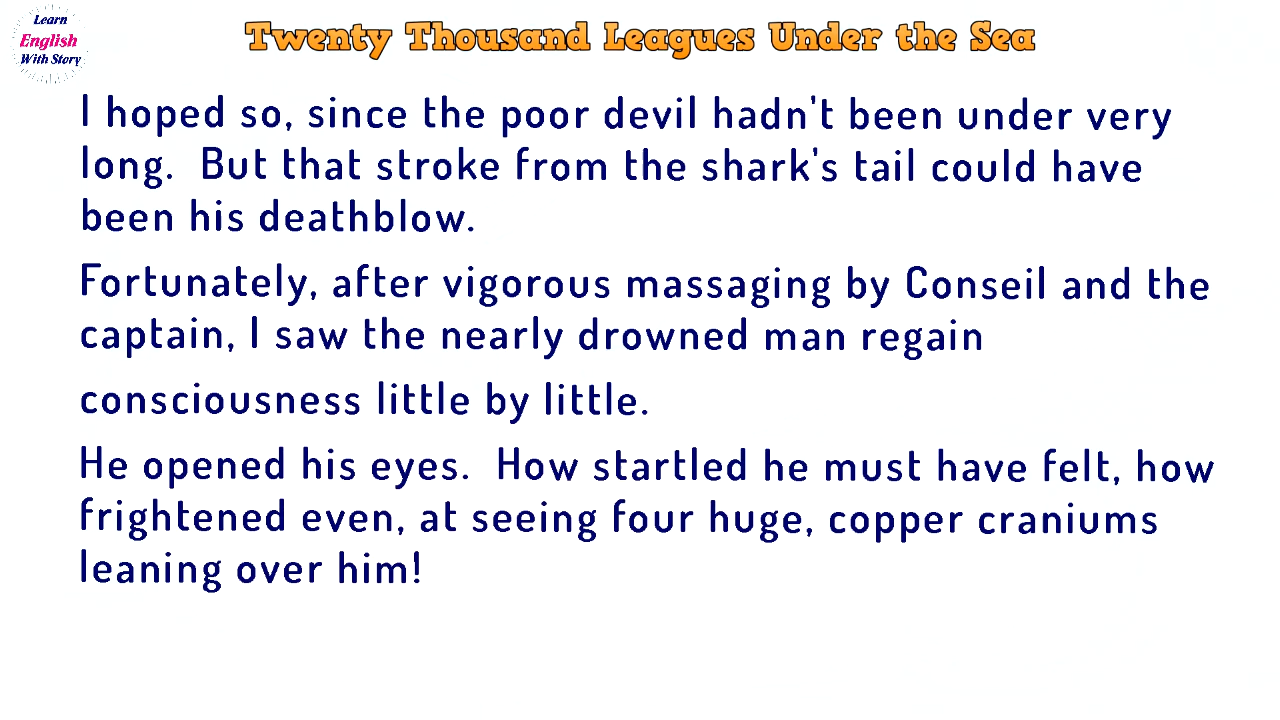 Learn
English
With Story
Twenty Thousand Leagues Under the Sea
I hoped so, since the poor devil hadn't been under very
long.  But that stroke from the shark's tail could have
been his deathblow.
Fortunately, after vigorous massaging by Conseil and the
captain, I saw the nearly drowned man regain
consciousness little by little.
He opened his eyes.  How startled he must have felt, how
frightened even, at seeing four huge, copper craniums
leaning over him!